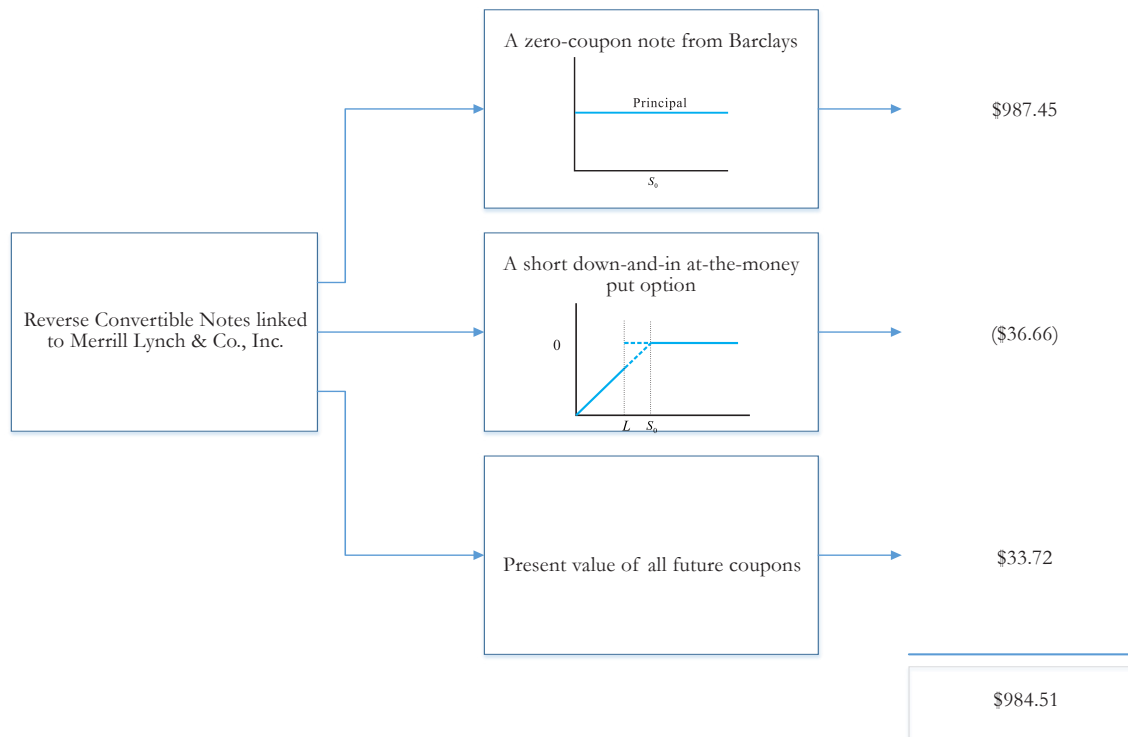 A zero-coupon note from Barclays
Principal
S₀
$987.45
Reverse Convertible Notes linked
to Merrill Lynch & Co., Inc.
A short down-and-in at-the-money
put option
0
L S₀
($36.66)
Present value of all future coupons
$33.72
$984.51